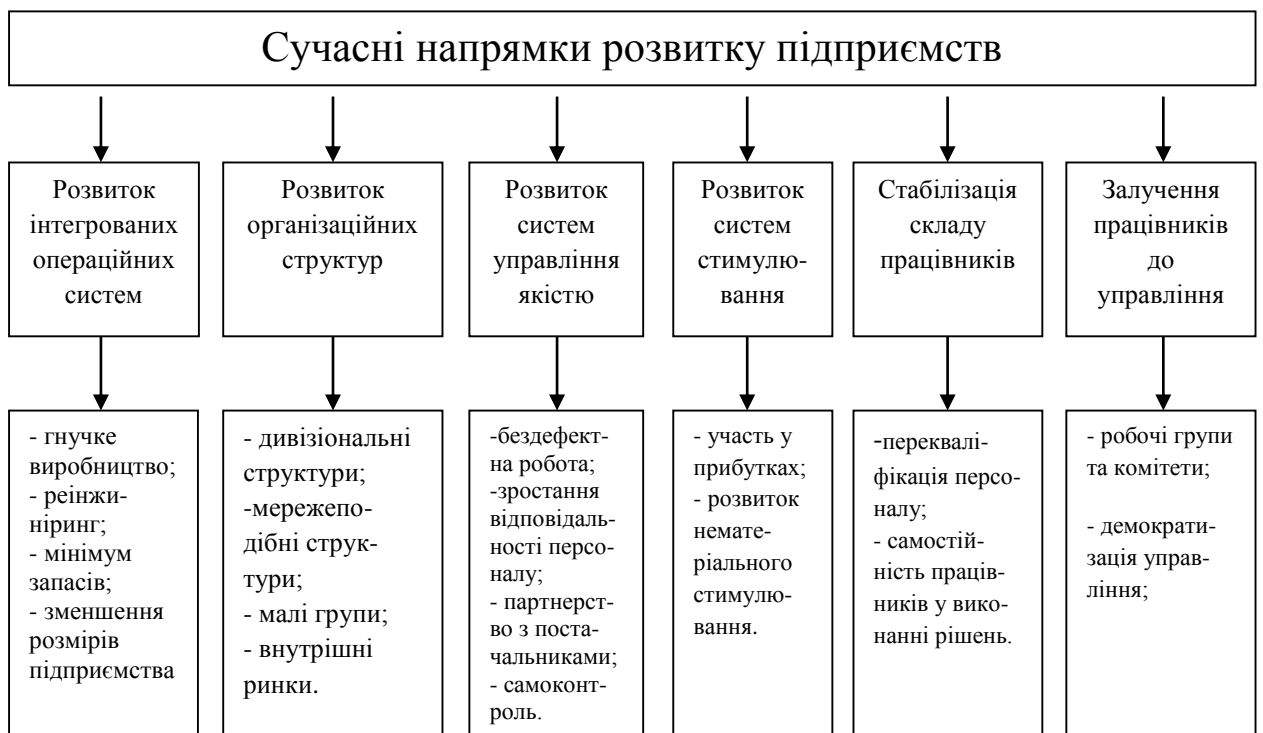 Сучасні напрямки розвитку підприємств
Розвиток
інтегрованих
операційних
систем
Розвиток
організаційних
структур
Розвиток
систем
управління
якістю
Розвиток
систем
стимулю-
вання
Стабілізація
складу
працівників
Залучення
працівників
до
управління
- гнучке
виробництво;
- реінжи-
ніринг;
- мінімум
запасів;
- зменшення
розмірів
підприємства
- дивізіональні
структури;
-мережепо-
дібні струк-
тури;
- малі групи;
- внутрішні
ринки.
-бездефект-
на робота;
-зростання
відповідаль-
ності персо-
налу;
- партнерст-
во з поста-
чальниками;
- самоконт-
роль.
- участь у
прибутках;
- розвиток
немате-
ріального
стимулю-
вання.
-переквалі-
фікація персо-
налу;
- самостій-
ність праців-
ників у вико-
нанні рішень.
- робочі групи
та комітети;
- демократи-
зація управ-
ління;